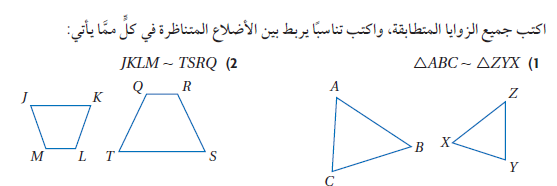 اكتب جميع الزوايا المتطابقة، واكتب تناسبًا يربط بين الأضلاع المتناظرة في كلٍّ ممَّا يأتي:
(1 △ABC ~ △ZYX
(2 JKLM ~ TSRQ
A
B
C
Z
X
Y
J
K
M
L
Q
R
T
S